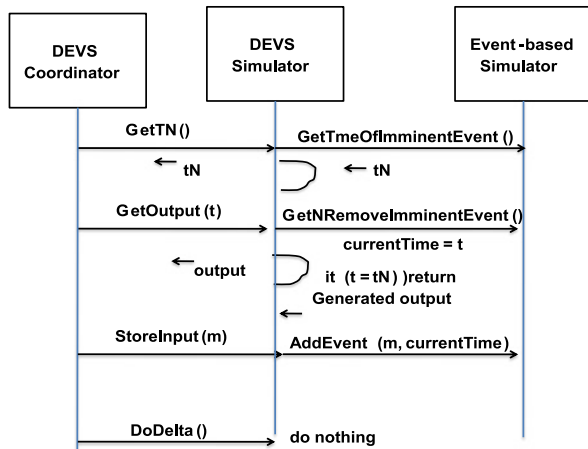 DEVS
Coordinator
DEVS
Simulator
Event-based
Simulator
GetTN()
GetTmeOfImminentEvent()
tN
tN
GetOutput(t)
GetNRemoveImminentEvent()
currentTime = t
output
it (t=tN) )return
Generated output
StoreInput(m)
AddEvent (m, currentTime)
DoDelta()
do nothing